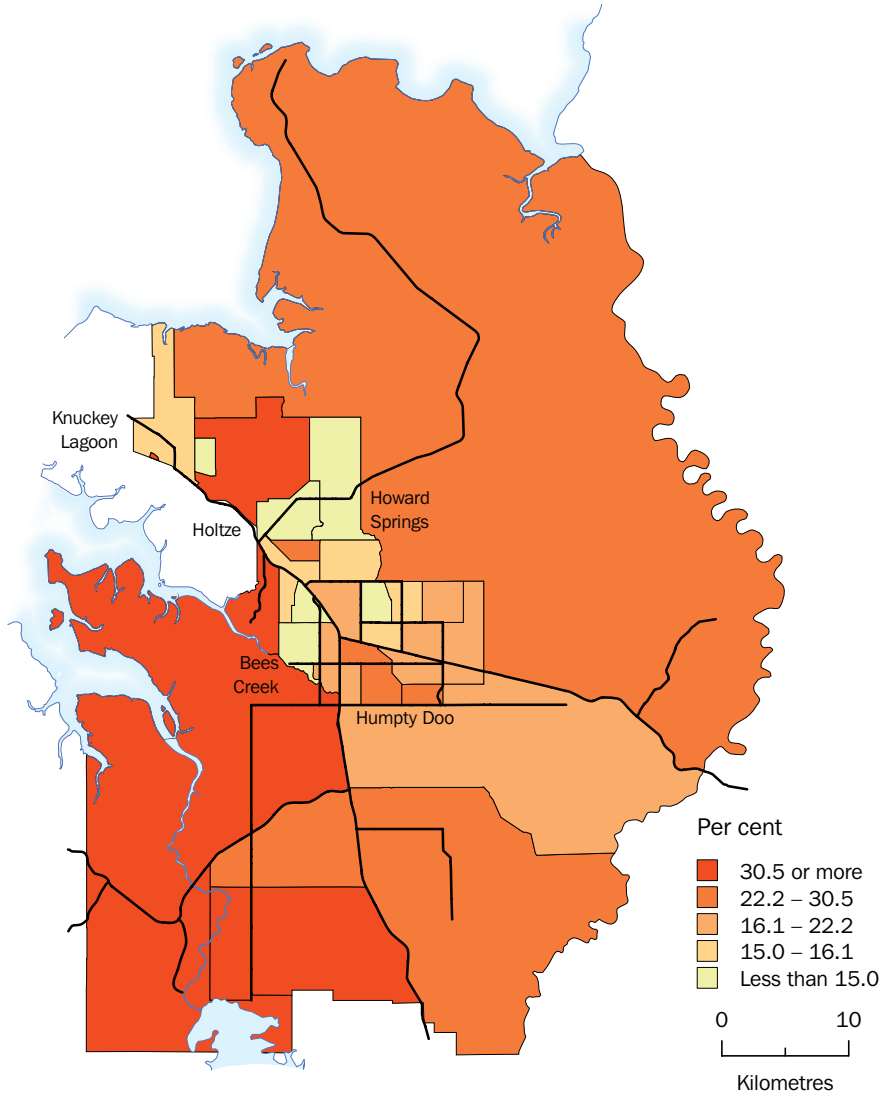 Knuckey
Lagoon
Howard
Springs
Holtze
Bees
Creek
Humpty Doo
Per cent
30.5 or more
22.2 – 30.5
16.1 – 22.2
15.0 – 16.1
Less than 15.0
0 10
Kilometres